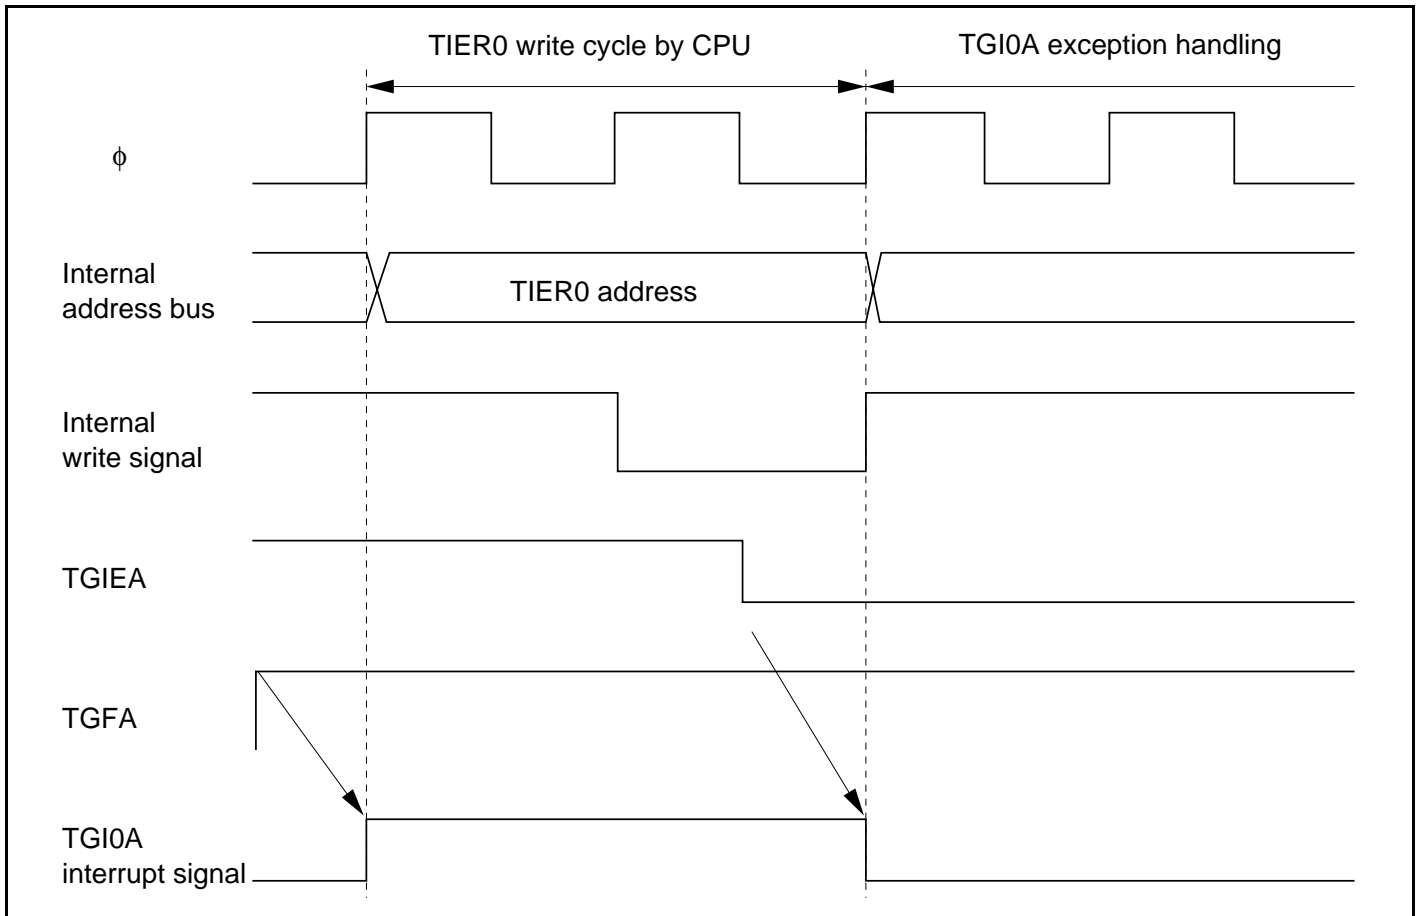 TIER0 write cycle by CPU
TGI0A exception handling
ϕ
Internal
address bus
TIER0 address
Internal
write signal
TGIEA
TGFA
TGI0A
interrupt signal